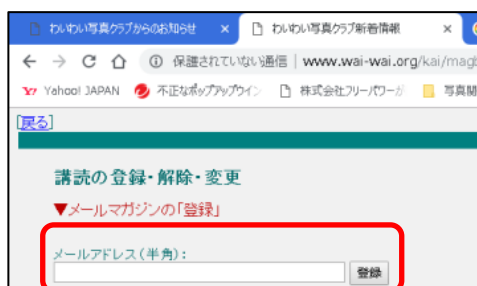 わいわい写真クラブからのお知らせ × わいわい写真クラブ新着情報 ×
保護されていない通信 | www.wai-wai.org/kai/mag
Yahoo! JAPAN 不正なポップアップウイン 株式会社フリーパワーが 写真関
[戻る]
講読の登録・解除・変更
▼メールマガジンの「登録」
メールアドレス(半角):
登録